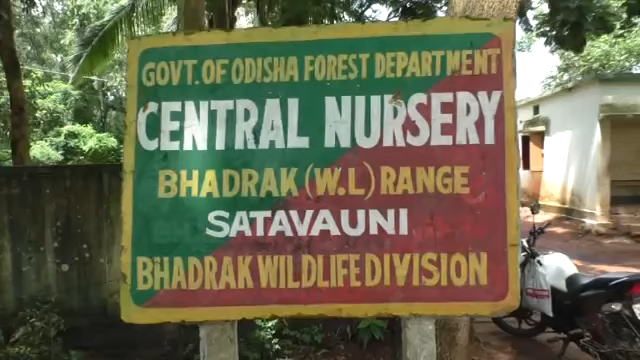 GOVT. OF ODISHA FOREST DEPARTMENT
CENTRAL NURSERY
BHADRAK (W.L) RANGE
SATAVAUNI
BHADRAK WILDLIFE DIVISION